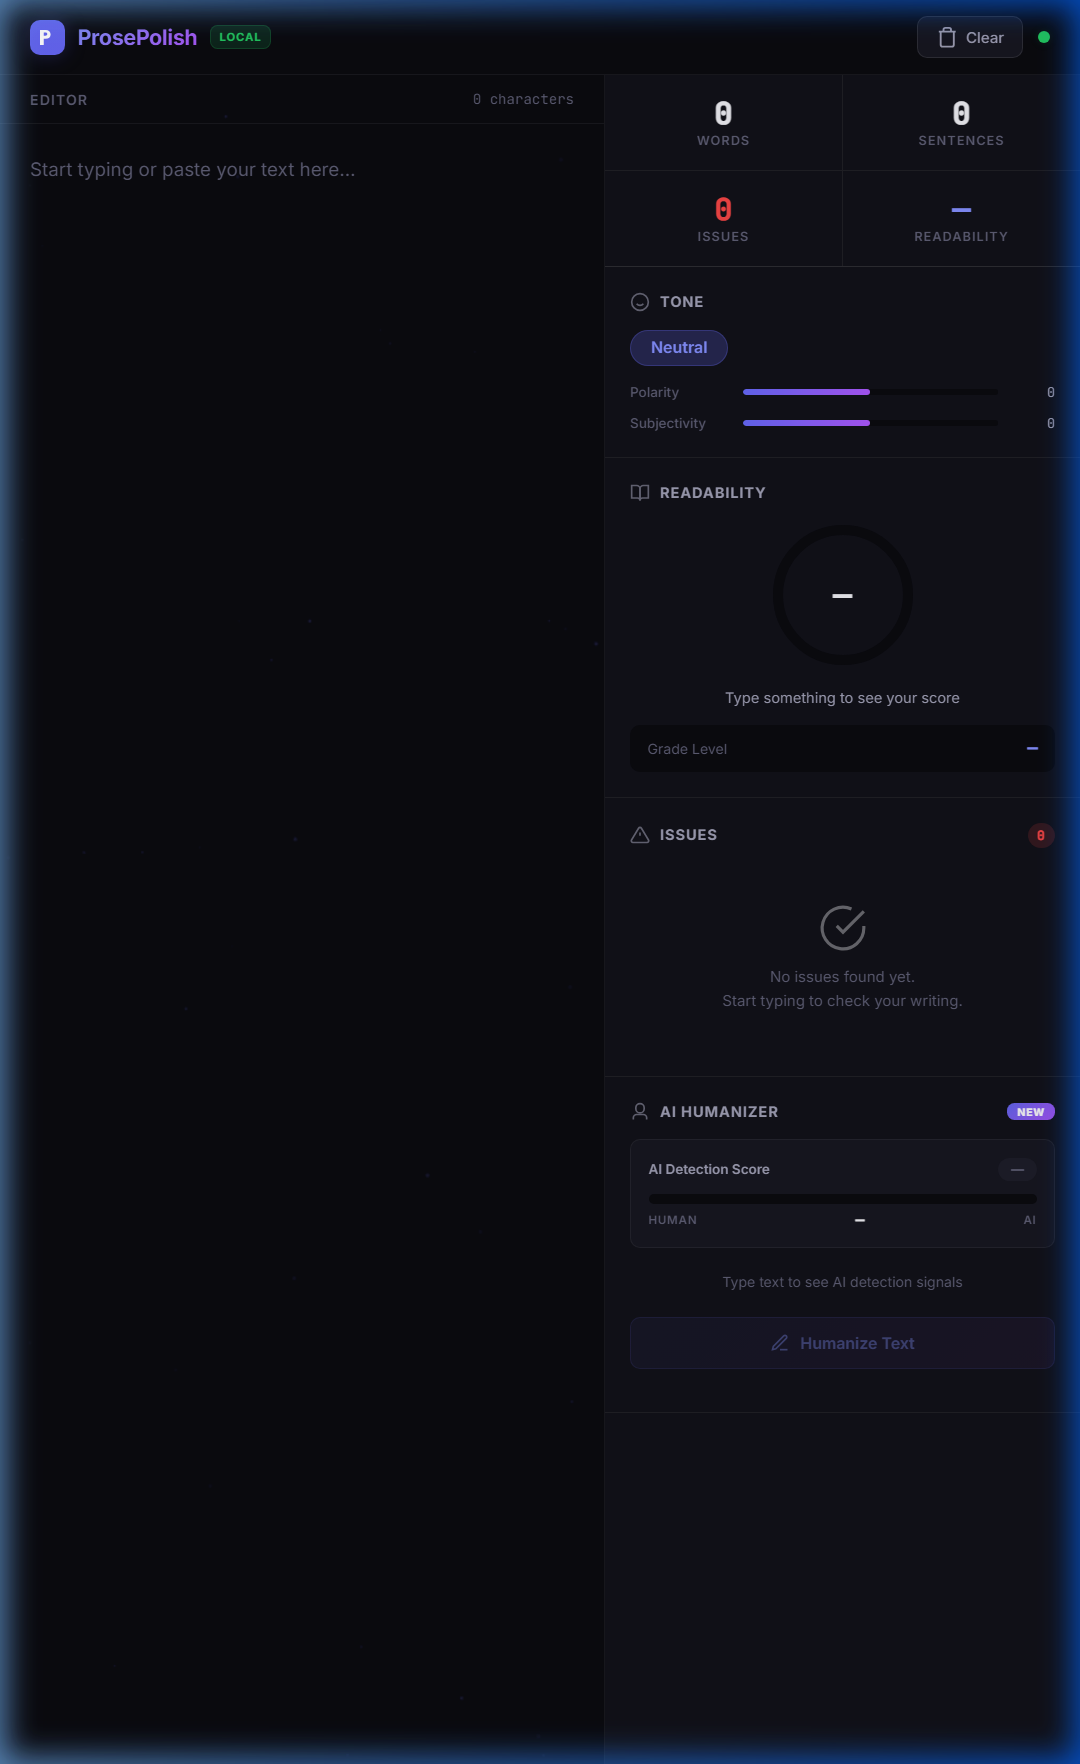 P ProsePolish LOCAL Clear
EDITOR 0 characters
Start typing or paste your text here...
0 0
WORDS SENTENCES
0 –
ISSUES READABILITY
TONE
Neutral
Polarity 0
Subjectivity 0
READABILITY
–
Type something to see your score
Grade Level –
ISSUES 0
No issues found yet.
Start typing to check your writing.
AI HUMANIZER NEW
AI Detection Score —
HUMAN – AI
Type text to see AI detection signals
Humanize Text